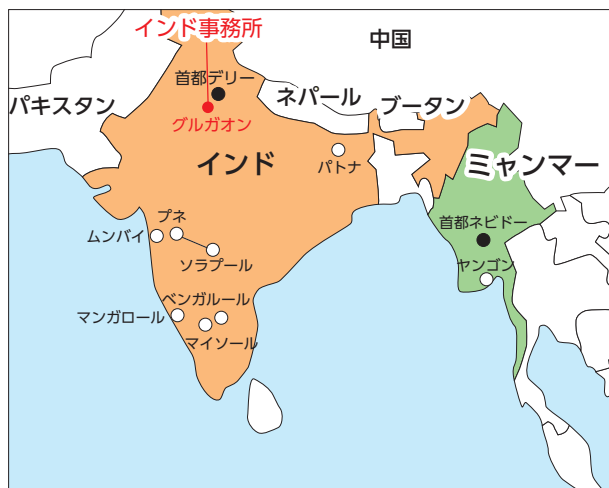 インド事務所
中国
首都デリー
パキスタン
ネパール
ブータン
グルガオン
インド
パトナ
ミャンマー
プネ
首都ネピドー
ムンバイ
ソラプール
ヤンゴン
ベンガルール
マンガロール
マイソール